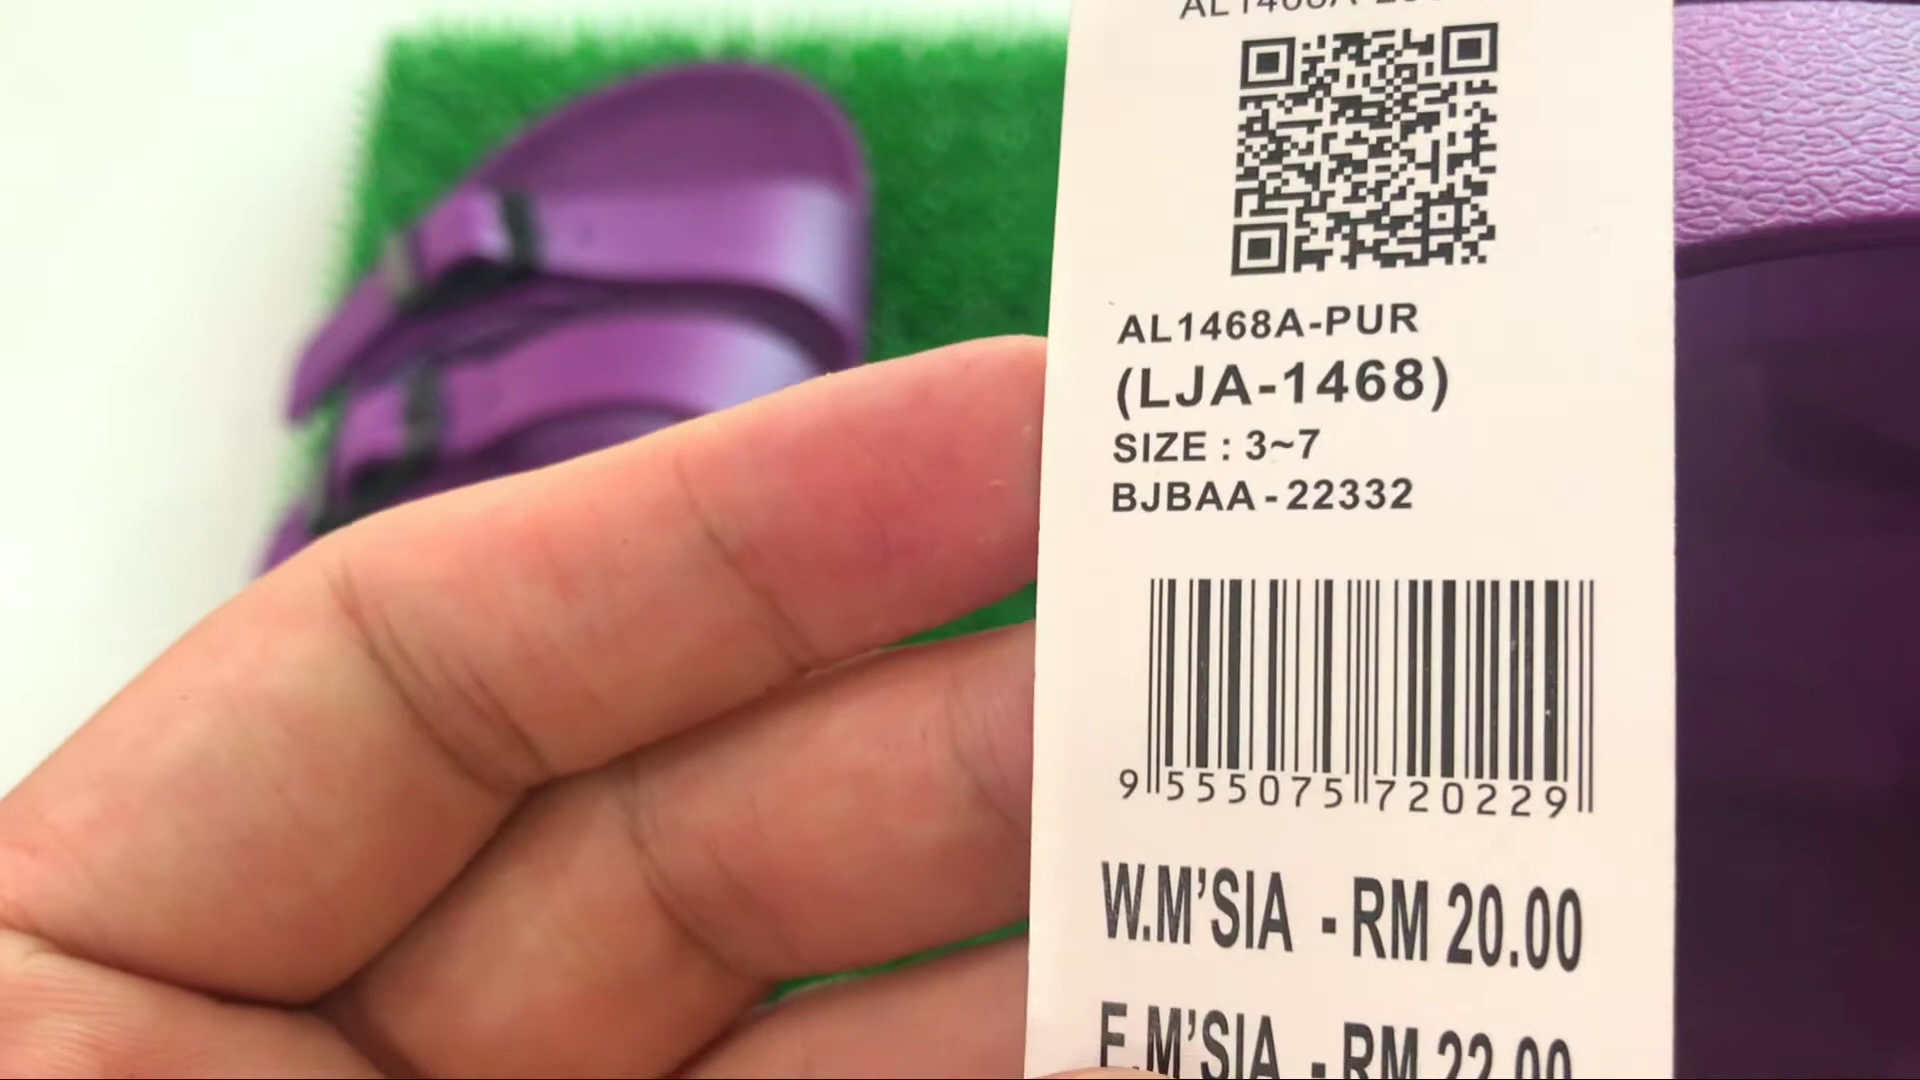 AL1468A-PUR
(LJA-1468)
SIZE : 3~7
BJBAA-22332
9 555075 720229
W.M'SIA - RM 20.00
E.M'SIA - RM 22.00